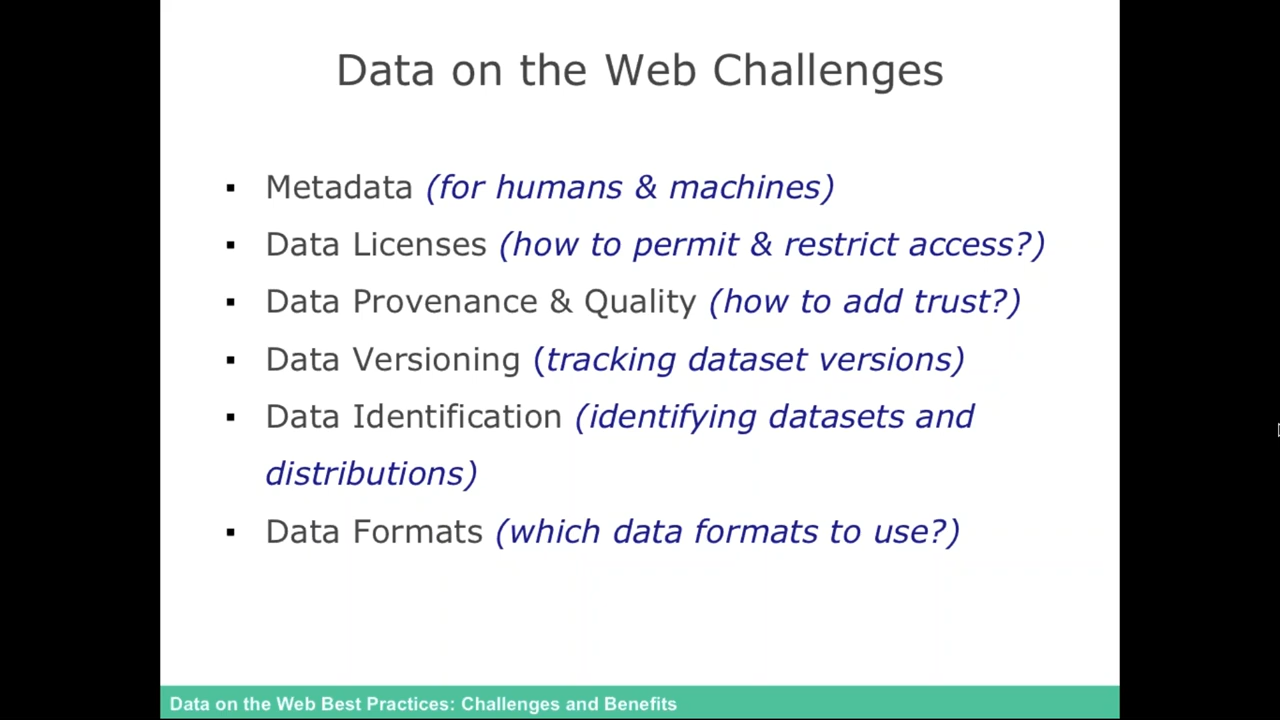 Data on the Web Challenges
▪ Metadata (for humans & machines)
▪ Data Licenses (how to permit & restrict access?)
▪ Data Provenance & Quality (how to add trust?)
▪ Data Versioning (tracking dataset versions)
▪ Data Identification (identifying datasets and
distributions)
▪ Data Formats (which data formats to use?)
Data on the Web Best Practices: Challenges and Benefits